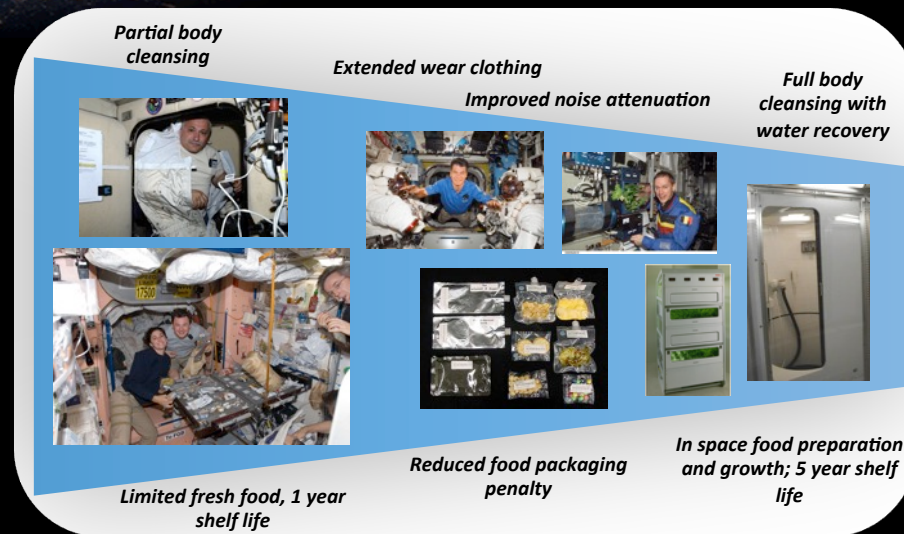 Partial body
cleansing
Extended wear clothing
Improved noise attenuation
Full body
cleansing with
water recovery
17500
Limited fresh food, 1 year
shelf life
Reduced food packaging
penalty
In space food preparation
and growth; 5 year shelf
life